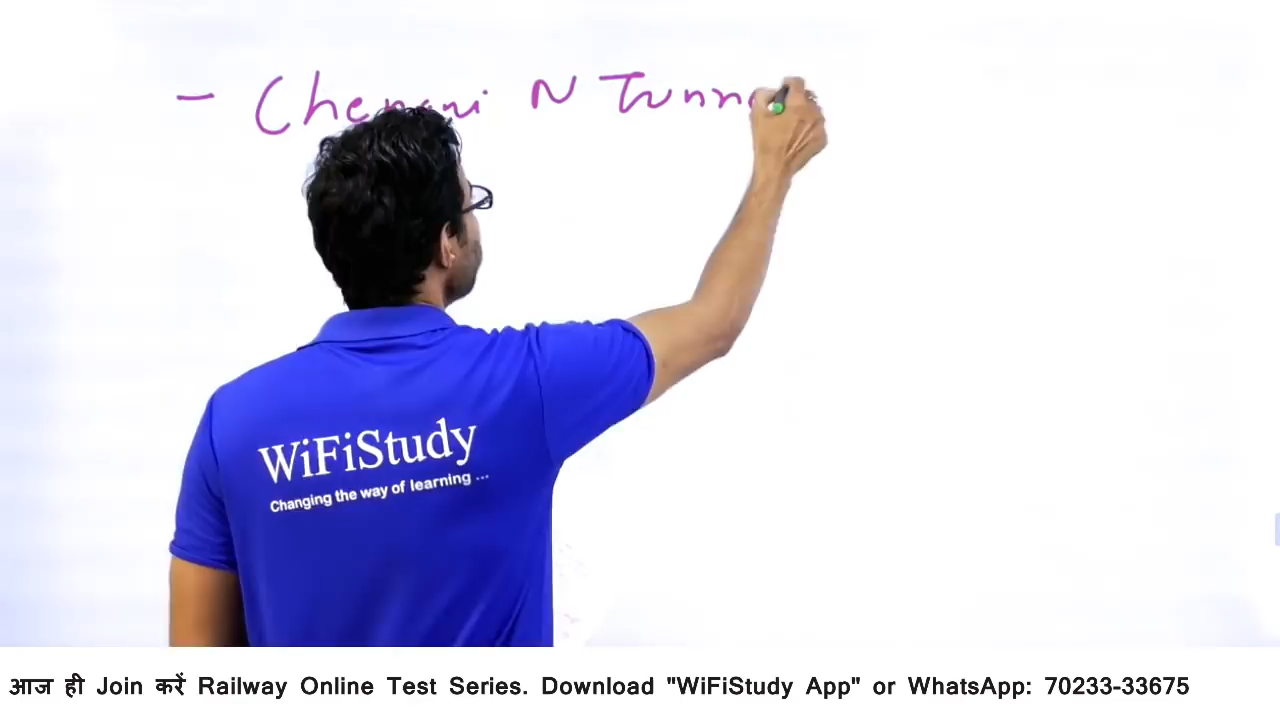 - Chenani N Tunn
WiFiStudy
Changing the way of learning ...
आज ही Join करें Railway Online Test Series. Download "WiFiStudy App" or WhatsApp: 70233-33675